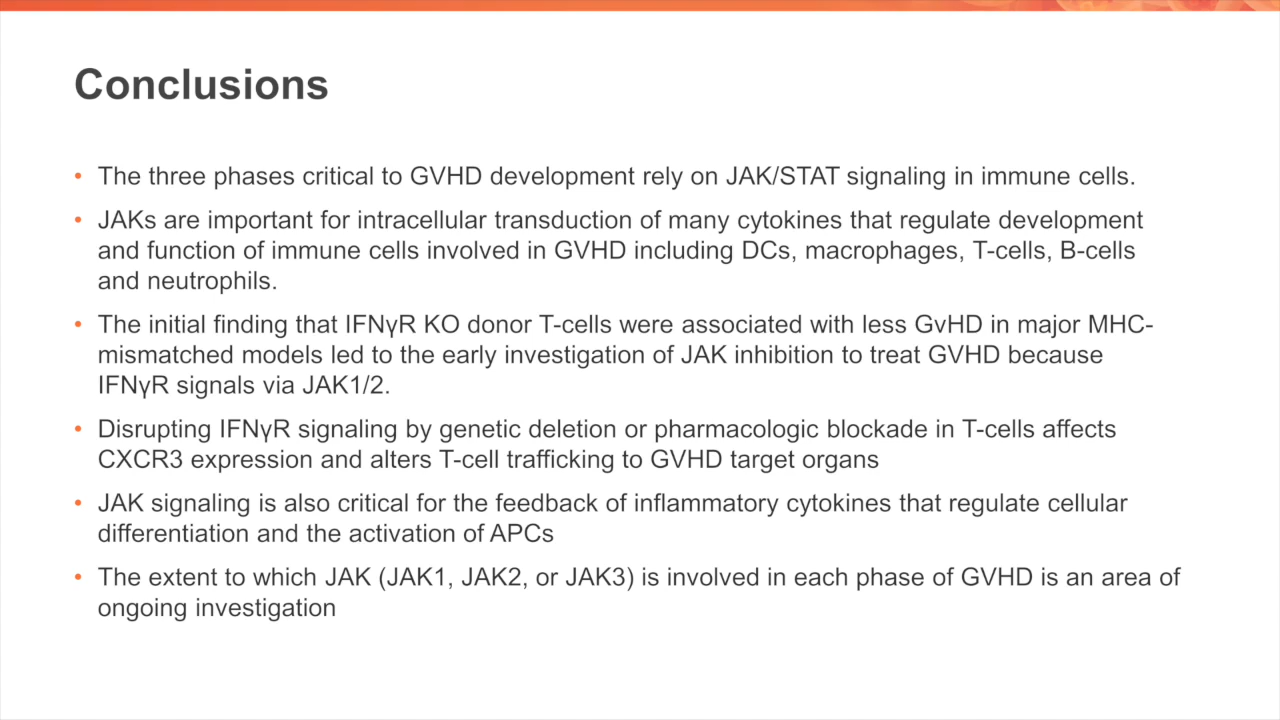 Conclusions
• The three phases critical to GVHD development rely on JAK/STAT signaling in immune cells.
• JAKs are important for intracellular transduction of many cytokines that regulate development
and function of immune cells involved in GVHD including DCs, macrophages, T-cells, B-cells
and neutrophils.
• The initial finding that IFNγR KO donor T-cells were associated with less GvHD in major MHC-
mismatched models led to the early investigation of JAK inhibition to treat GVHD because
IFNγR signals via JAK1/2.
• Disrupting IFNγR signaling by genetic deletion or pharmacologic blockade in T-cells affects
CXCR3 expression and alters T-cell trafficking to GVHD target organs
• JAK signaling is also critical for the feedback of inflammatory cytokines that regulate cellular
differentiation and the activation of APCs
• The extent to which JAK (JAK1, JAK2, or JAK3) is involved in each phase of GVHD is an area of
ongoing investigation